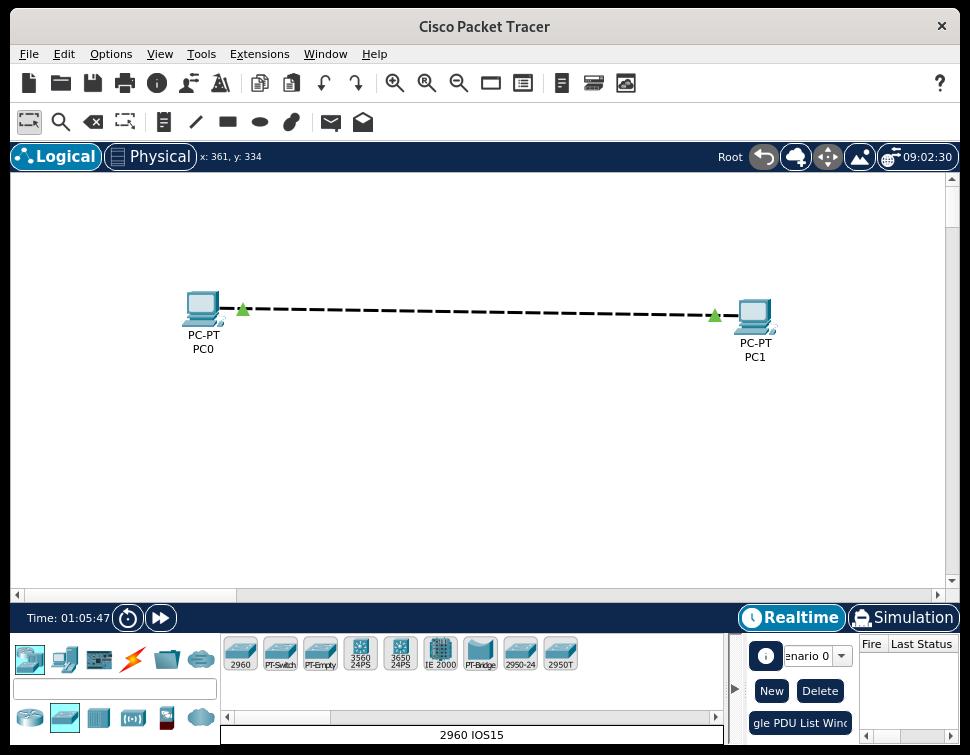 Cisco Packet Tracer
File Edit Options View Tools Extensions Window Help
Logical Physical x: 361, y: 334 Root 09:02:30
PC-PT
PC0
PC-PT
PC1
Time: 01:05:47 Realtime Simulation
2960 PT-Switch PT-Empty 3560 24PS 3650 24PS IE 2000 PT-Bridge 2950-24 2950T
2960 IOS15
enario 0
New Delete
gle PDU List Winc
Fire Last Status